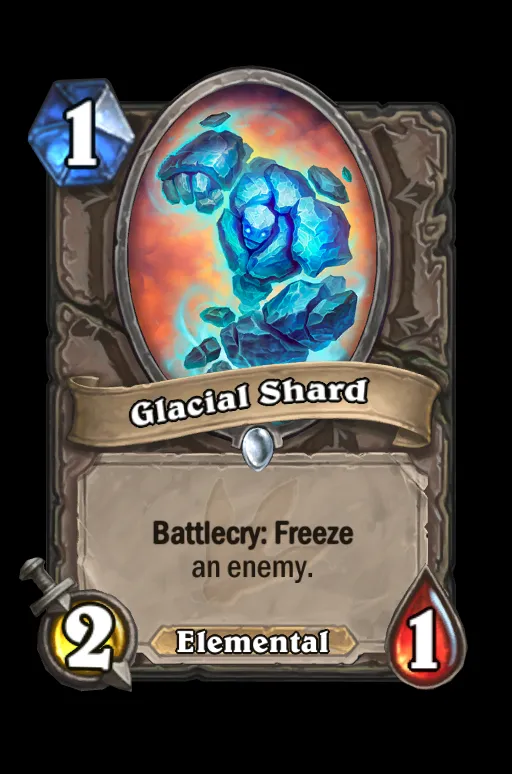 1
Glacial Shard
Battlecry: Freeze
an enemy.
2
Elemental
1